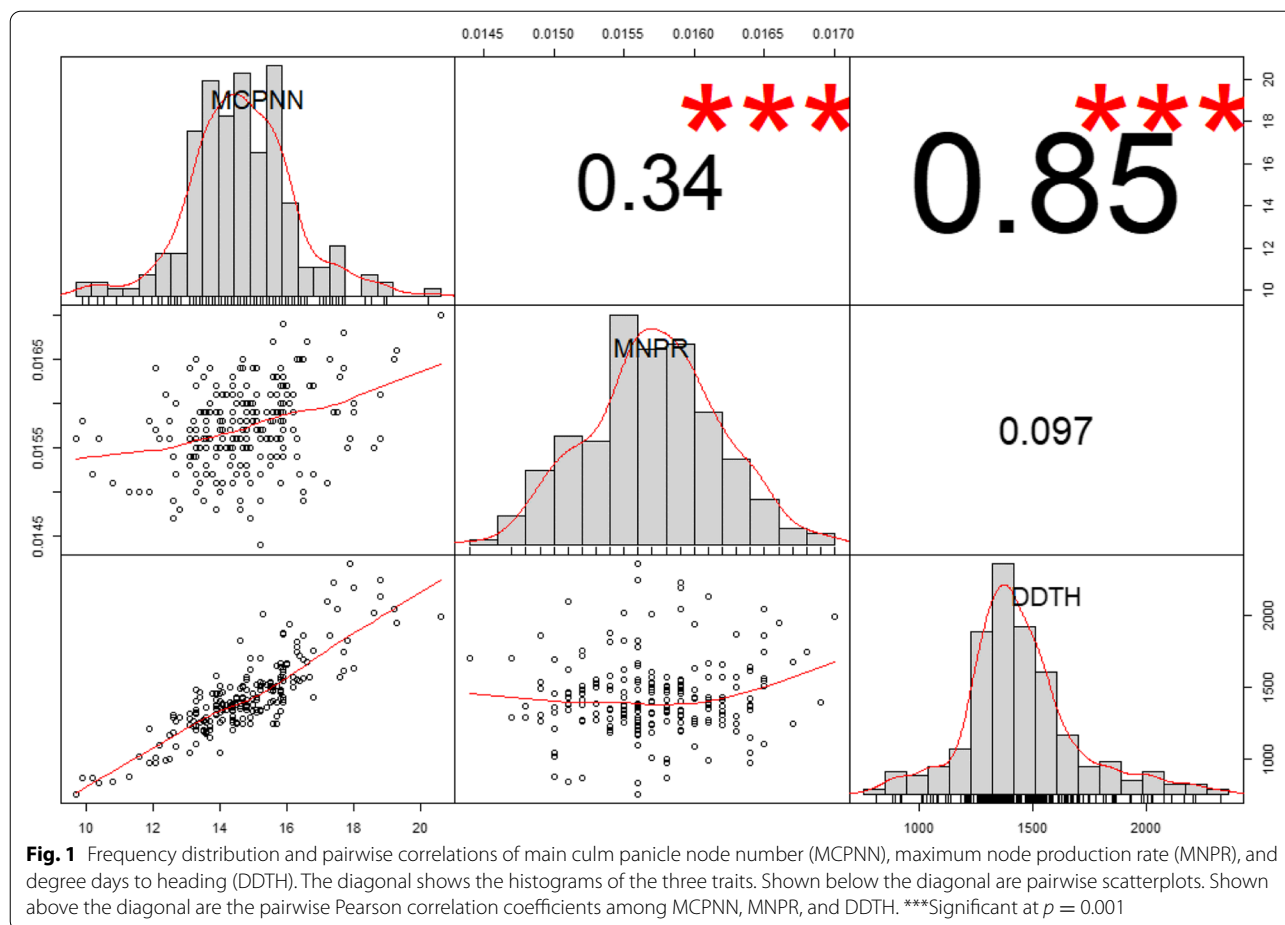 0.0145 0.0150 0.0155 0.0160 0.0165 0.0170
MCPNN
***
0.34
***
0.85
20
18
16
14
12
10
0.0165
0.0155
0.0145
MNPR
0.097
DDTH
2000
1500
1000
10 12 14 16 18 20
1000 1500 2000
Fig. 1 Frequency distribution and pairwise correlations of main culm panicle node number (MCPNN), maximum node production rate (MNPR), and
degree days to heading (DDTH). The diagonal shows the histograms of the three traits. Shown below the diagonal are pairwise scatterplots. Shown
above the diagonal are the pairwise Pearson correlation coefficients among MCPNN, MNPR, and DDTH. ***Significant at p = 0.001